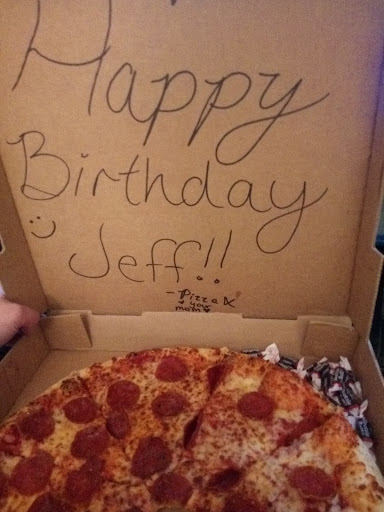 Happy
Birthday
:)
Jeff!!
- Pizza &
♥ your
mom ♥